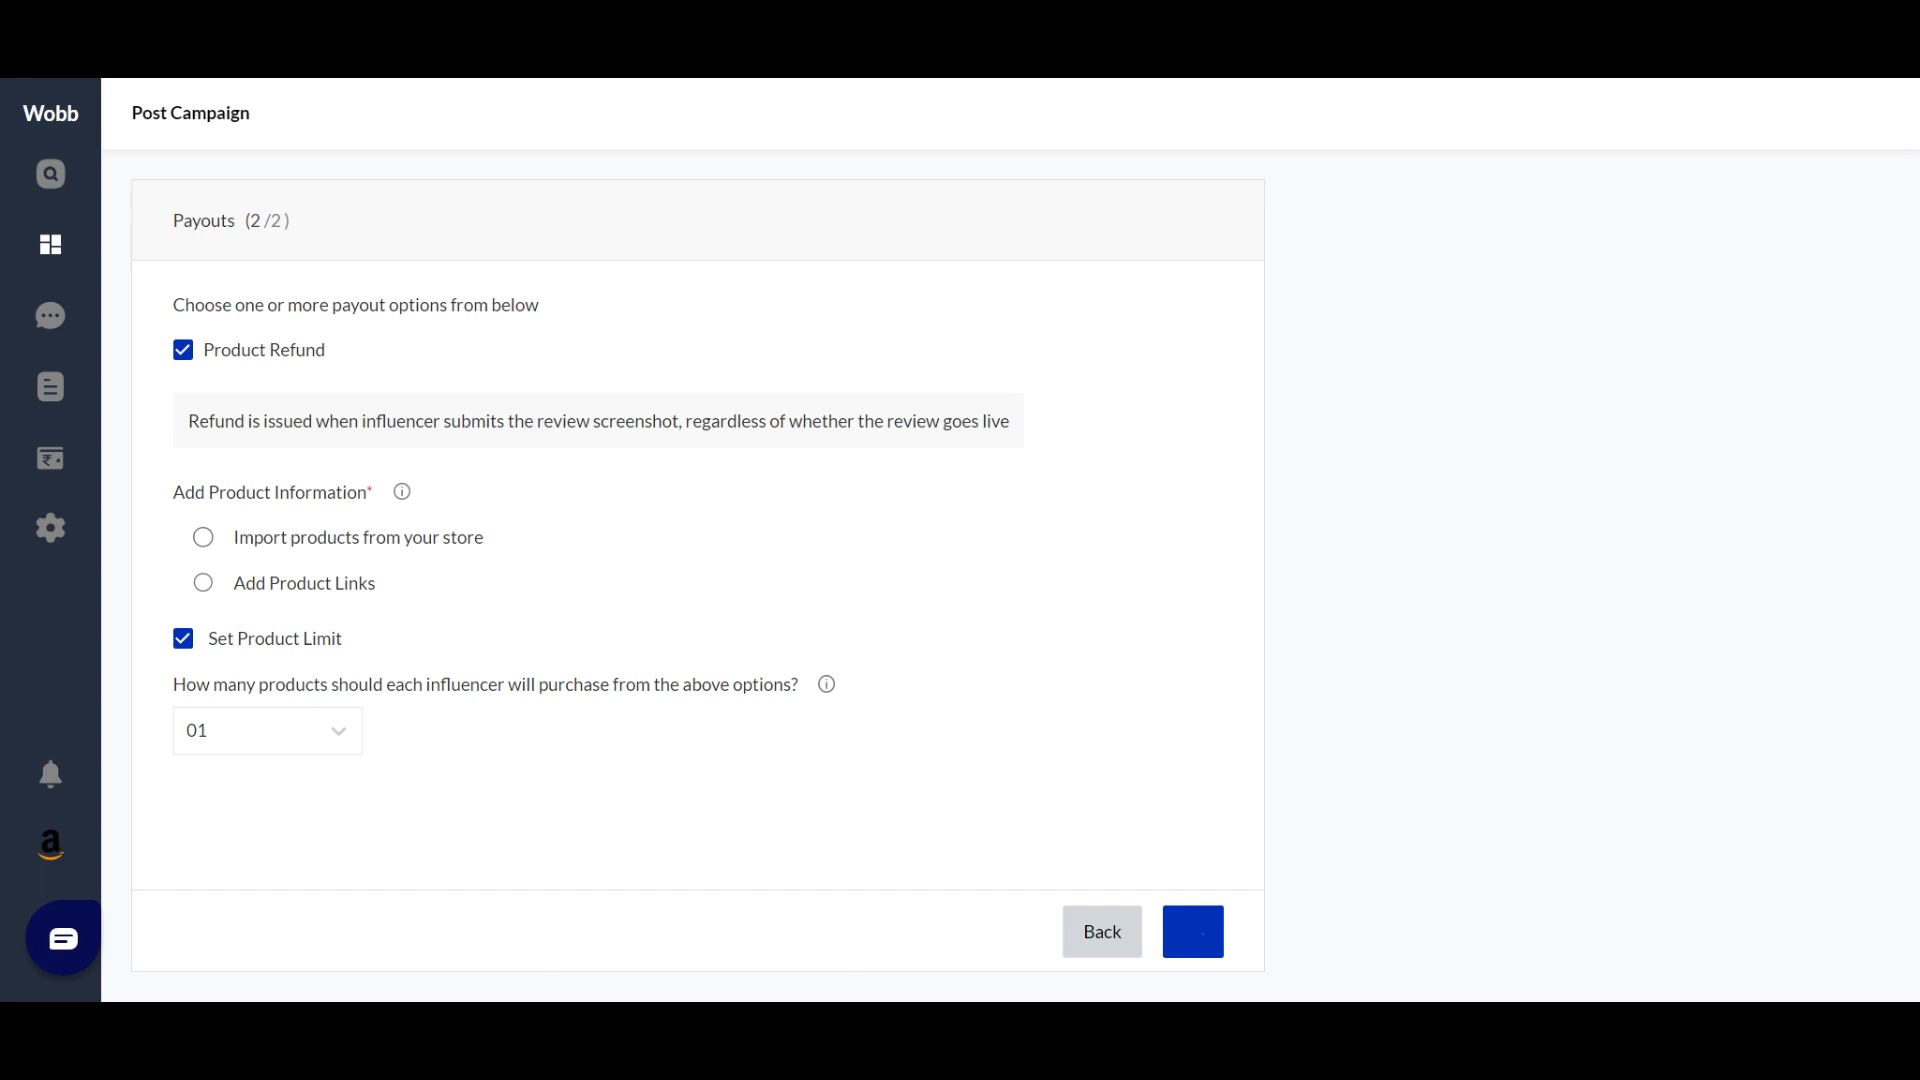 Wobb
Post Campaign
Payouts (2 /2 )
Choose one or more payout options from below
Product Refund
Refund is issued when influencer submits the review screenshot, regardless of whether the review goes live
Add Product Information*
Import products from your store
Add Product Links
Set Product Limit
How many products should each influencer will purchase from the above options?
01
Back